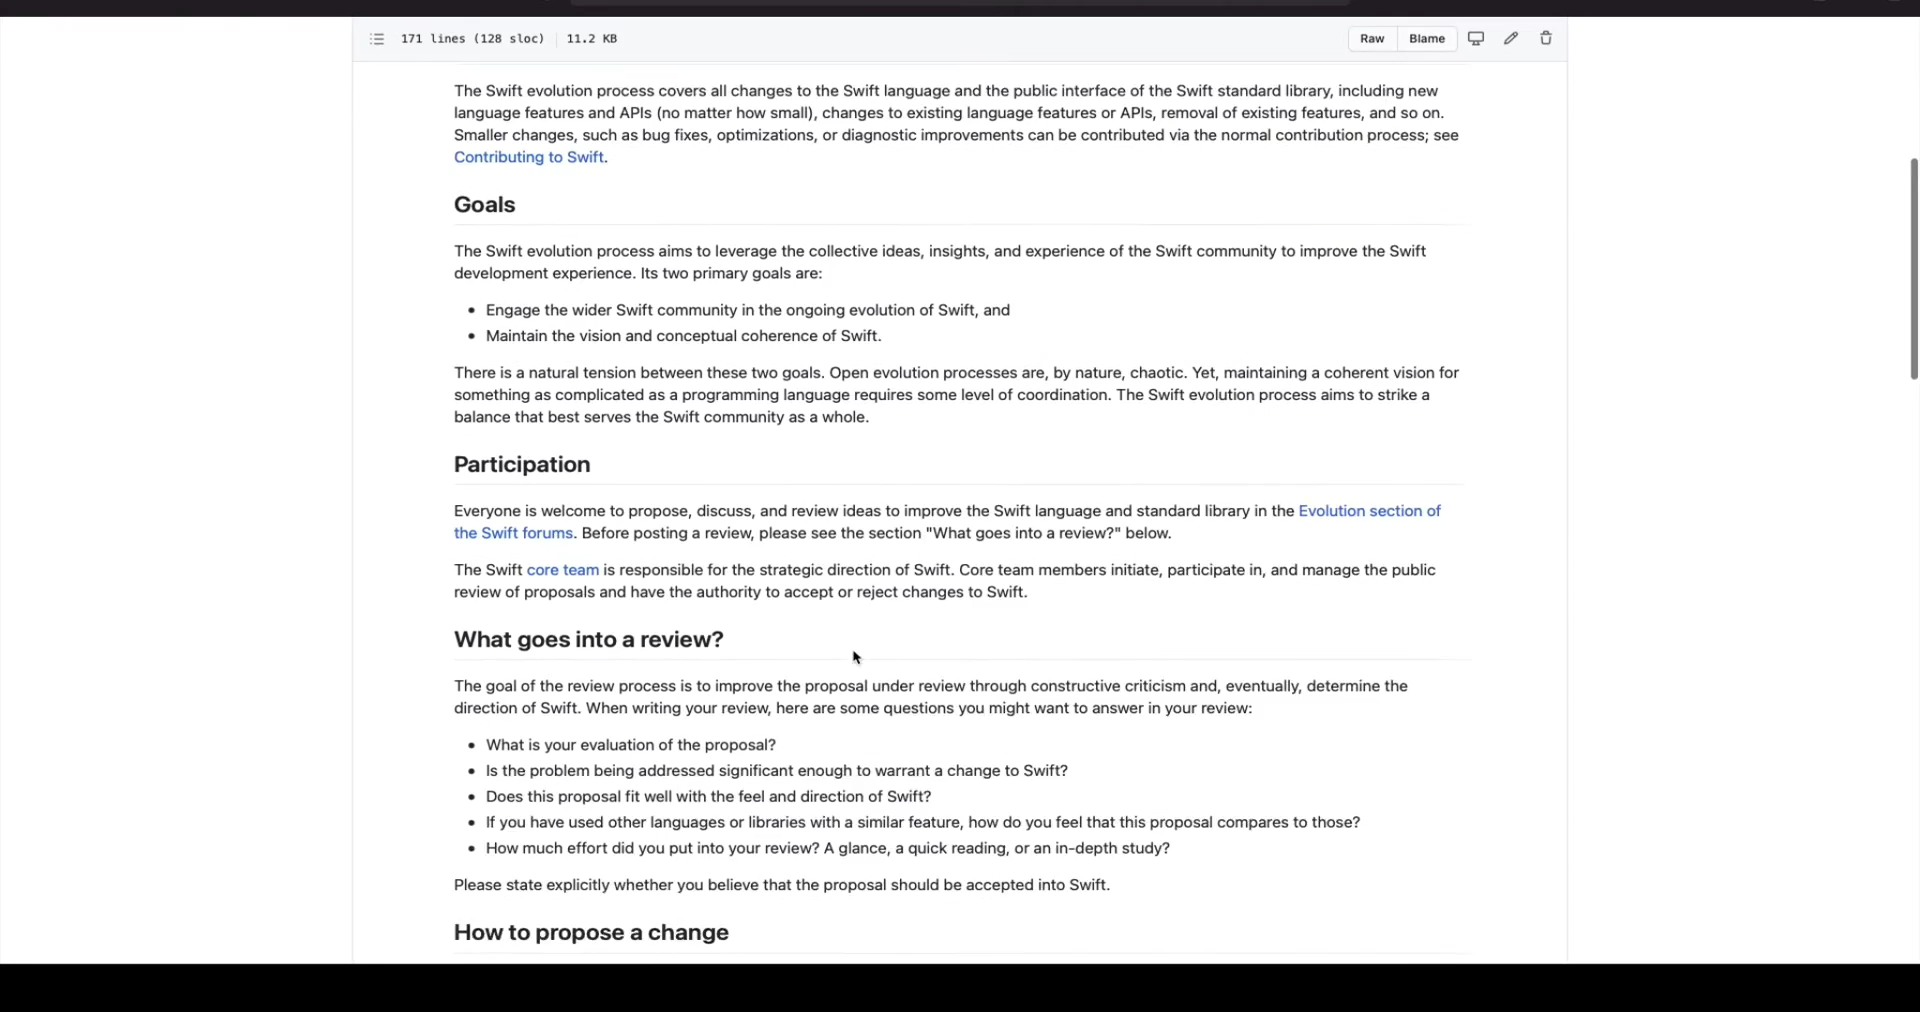 171 lines (128 sloc) 11.2 KB
Raw Blame
The Swift evolution process covers all changes to the Swift language and the public interface of the Swift standard library, including new
language features and APIs (no matter how small), changes to existing language features or APIs, removal of existing features, and so on.
Smaller changes, such as bug fixes, optimizations, or diagnostic improvements can be contributed via the normal contribution process; see
Contributing to Swift.
Goals
The Swift evolution process aims to leverage the collective ideas, insights, and experience of the Swift community to improve the Swift
development experience. Its two primary goals are:
• Engage the wider Swift community in the ongoing evolution of Swift, and
• Maintain the vision and conceptual coherence of Swift.
There is a natural tension between these two goals. Open evolution processes are, by nature, chaotic. Yet, maintaining a coherent vision for
something as complicated as a programming language requires some level of coordination. The Swift evolution process aims to strike a
balance that best serves the Swift community as a whole.
Participation
Everyone is welcome to propose, discuss, and review ideas to improve the Swift language and standard library in the Evolution section of
the Swift forums. Before posting a review, please see the section "What goes into a review?" below.
The Swift core team is responsible for the strategic direction of Swift. Core team members initiate, participate in, and manage the public
review of proposals and have the authority to accept or reject changes to Swift.
What goes into a review?
The goal of the review process is to improve the proposal under review through constructive criticism and, eventually, determine the
direction of Swift. When writing your review, here are some questions you might want to answer in your review:
• What is your evaluation of the proposal?
• Is the problem being addressed significant enough to warrant a change to Swift?
• Does this proposal fit well with the feel and direction of Swift?
• If you have used other languages or libraries with a similar feature, how do you feel that this proposal compares to those?
• How much effort did you put into your review? A glance, a quick reading, or an in-depth study?
Please state explicitly whether you believe that the proposal should be accepted into Swift.
How to propose a change